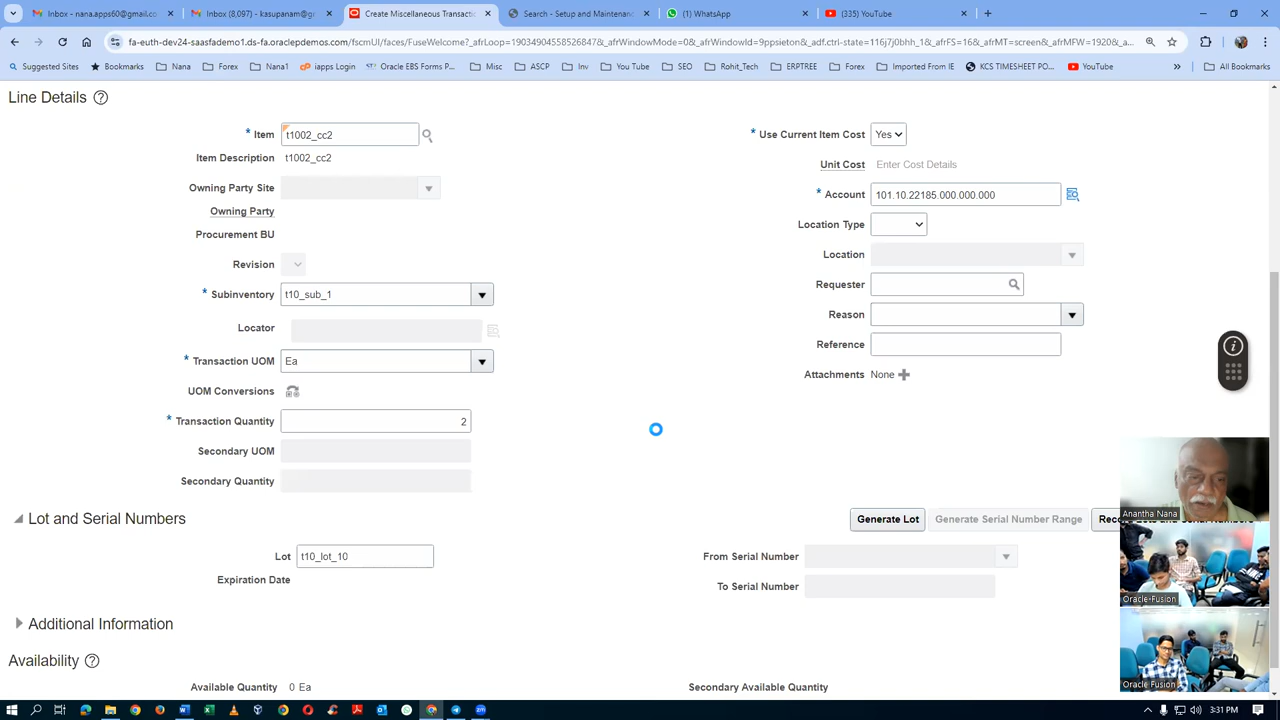 Inbox - nana.apps60@gmail.co
Inbox (8,097) - kasupanam@g
Create Miscellaneous Transactic
Search - Setup and Maintenanc
(1) WhatsApp
(335) YouTube
fa-euth-dev24-saasfademo1.ds-fa.oraclepdemos.com/fscmUI/faces/FuseWelcome?_afrLoop=19034904558526847&_afrWindowMode=0&_afrWindowId=9ppsieton&_adf.ctrl-state=116j7j0bhh_1&_afrFS=16&_afrMT=screen&_afrMFW=1920&_a...
Suggested Sites
Bookmarks
Nana
Forex
Nana1
iapps Login
Oracle EBS Forms P...
Misc
ASCP
Inv
You Tube
SEO
Rohit_Tech
ERPTREE
Forex
Imported From IE
KCS TIMESHEET PO...
YouTube
All Bookmarks
Line Details
* Item t1002_cc2
Item Description t1002_cc2
Owning Party Site
Owning Party
Procurement BU
Revision
* Subinventory t10_sub_1
Locator
* Transaction UOM Ea
UOM Conversions
* Transaction Quantity 2
Secondary UOM
Secondary Quantity
* Use Current Item Cost Yes
Unit Cost Enter Cost Details
* Account 101.10.22185.000.000.000
Location Type
Location
Requester
Reason
Reference
Attachments None
Lot and Serial Numbers
Generate Lot
Generate Serial Number Range
Lot t10_lot_10
Expiration Date
From Serial Number
To Serial Number
Additional Information
Availability
Available Quantity 0 Ea
Secondary Available Quantity
Anantha Nana
Oracle-Fusion
Oracle Fusion
3:31 PM